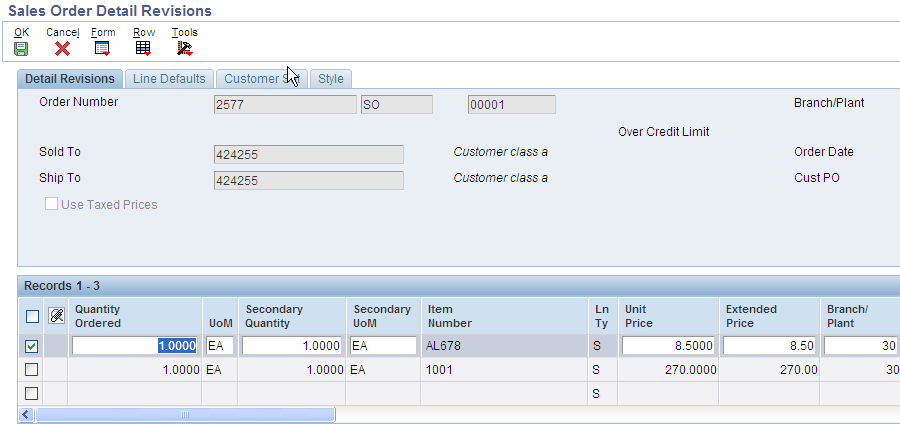 Sales Order Detail Revisions
OK Cancel Form Row Tools
Detail Revisions Line Defaults Customer Style
Order Number 2577 SO 00001 Branch/Plant
Over Credit Limit
Sold To 424255 Customer class a Order Date
Ship To 424255 Customer class a Cust PO
Use Taxed Prices
Records 1 - 3
Quantity Ordered UoM Secondary Quantity Secondary UoM Item Number Ln Ty Unit Price Extended Price Branch/ Plant
1.0000 EA 1.0000 EA AL678 S 8.5000 8.50 30
1.0000 EA 1.0000 EA 1001 S 270.0000 270.00 30
S